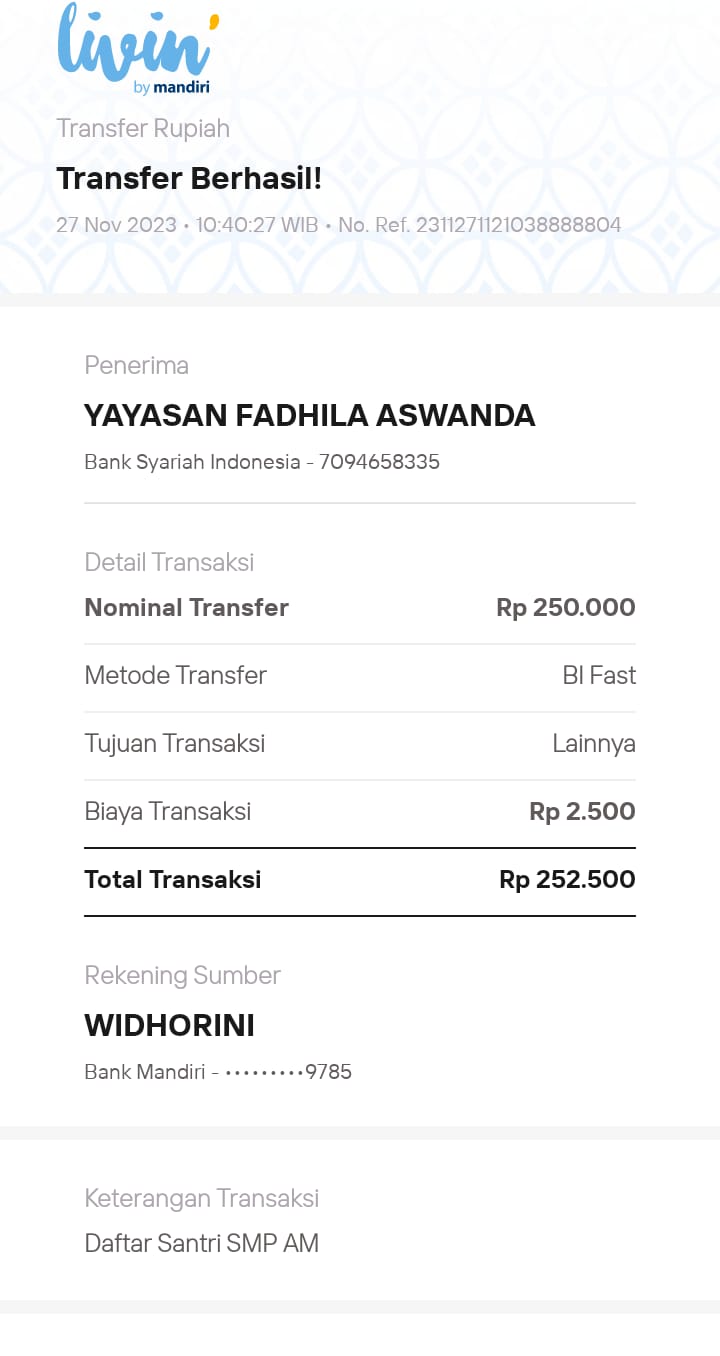 livin'
by mandiri
Transfer Rupiah
Transfer Berhasil!
27 Nov 2023 • 10:40:27 WIB • No. Ref. 2311271121038888804
Penerima
YAYASAN FADHILA ASWANDA
Bank Syariah Indonesia - 7094658335
Detail Transaksi
Nominal Transfer Rp 250.000
Metode Transfer BI Fast
Tujuan Transaksi Lainnya
Biaya Transaksi Rp 2.500
Total Transaksi Rp 252.500
Rekening Sumber
WIDHORINI
Bank Mandiri - •••••••••9785
Keterangan Transaksi
Daftar Santri SMP AM